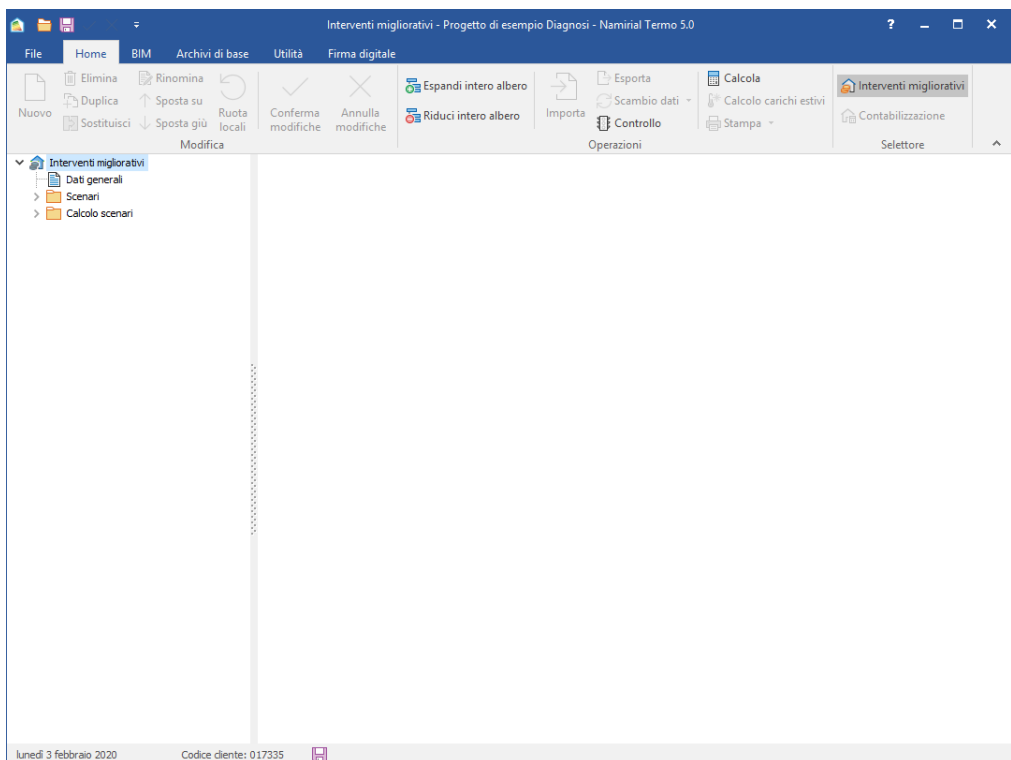 Interventi migliorativi - Progetto di esempio Diagnosi - Namirial Termo 5.0
File Home BIM Archivi di base Utilità Firma digitale
Nuovo
Elimina
Duplica
Sostituisci
Rinomina
Sposta su
Sposta giù
Ruota
locali
Conferma
modifiche
Annulla
modifiche
Modifica
Espandi intero albero
Riduci intero albero
Importa
Esporta
Scambio dati
Controllo
Calcola
Calcolo carichi estivi
Stampa
Operazioni
Interventi migliorativi
Contabilizzazione
Selettore
Interventi migliorativi
Dati generali
Scenari
Calcolo scenari
lunedì 3 febbraio 2020 Codice cliente: 017335